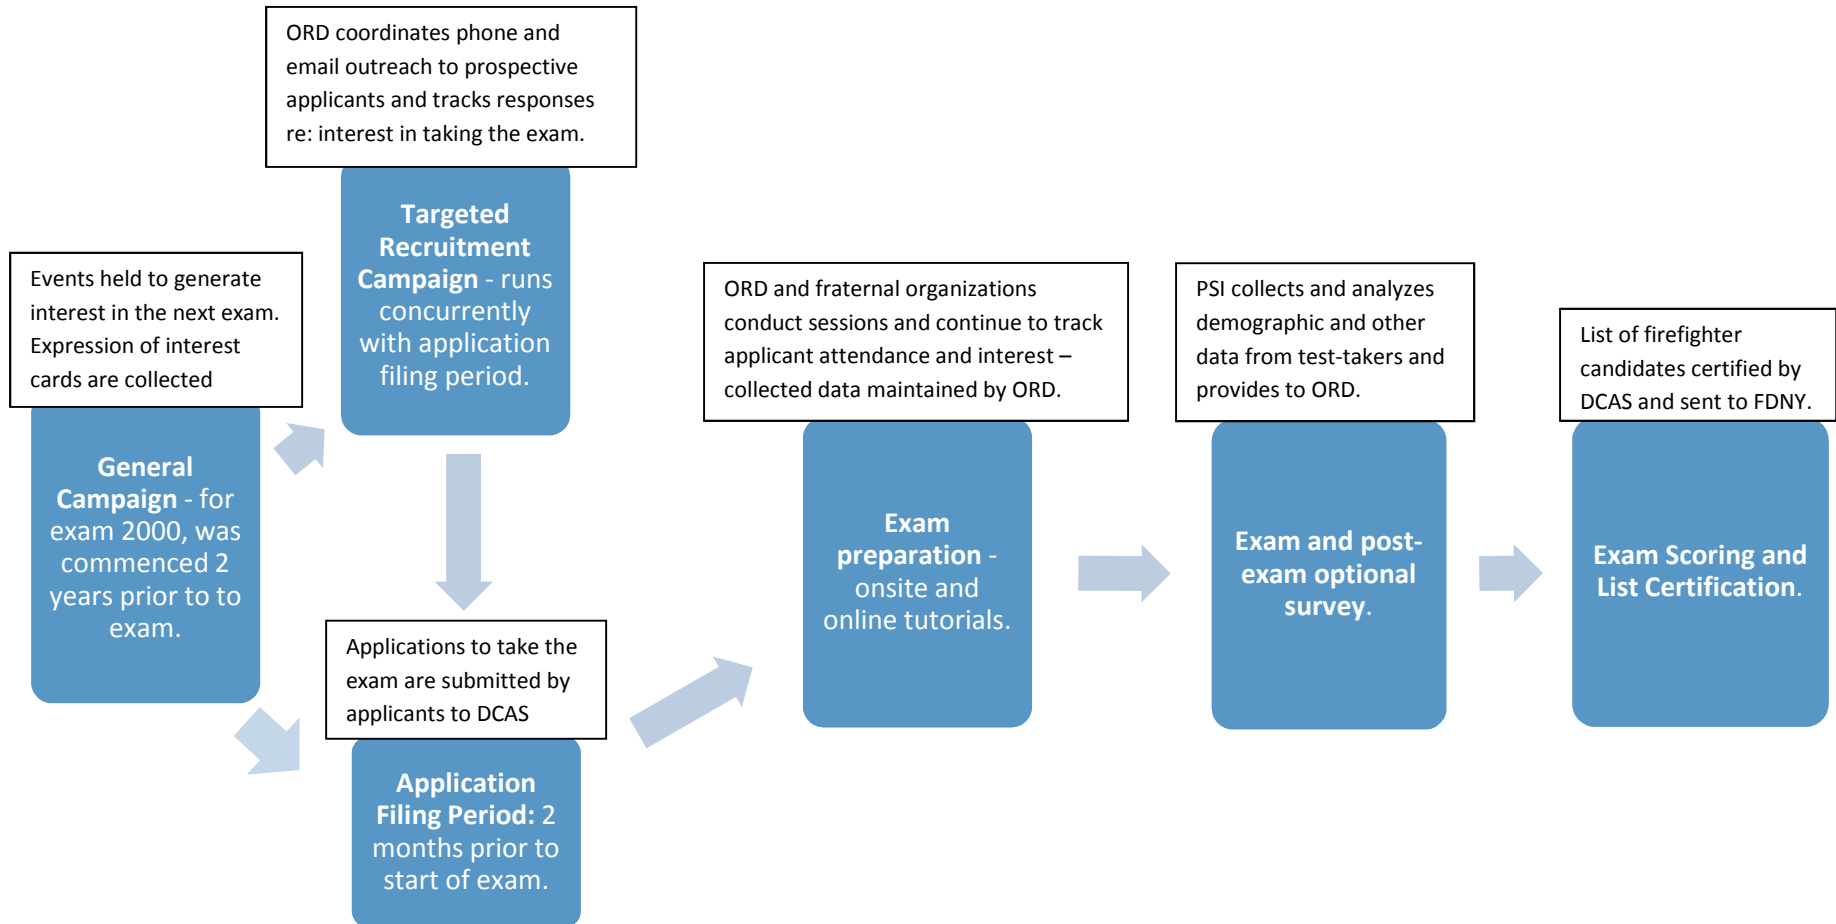 ORD coordinates phone and
email outreach to prospective
applicants and tracks responses
re: interest in taking the exam.
Targeted
Recruitment
Campaign - runs
concurrently
with application
filing period.
Events held to generate
interest in the next exam.
Expression of interest
cards are collected
General
Campaign - for
exam 2000, was
commenced 2
years prior to to
exam.
Applications to take the
exam are submitted by
applicants to DCAS
Application
Filing Period: 2
months prior to
start of exam.
ORD and fraternal organizations
conduct sessions and continue to track
applicant attendance and interest –
collected data maintained by ORD.
Exam
preparation -
onsite and
online tutorials.
PSI collects and analyzes
demographic and other
data from test-takers and
provides to ORD.
Exam and post-
exam optional
survey.
List of firefighter
candidates certified by
DCAS and sent to FDNY.
Exam Scoring and
List Certification.